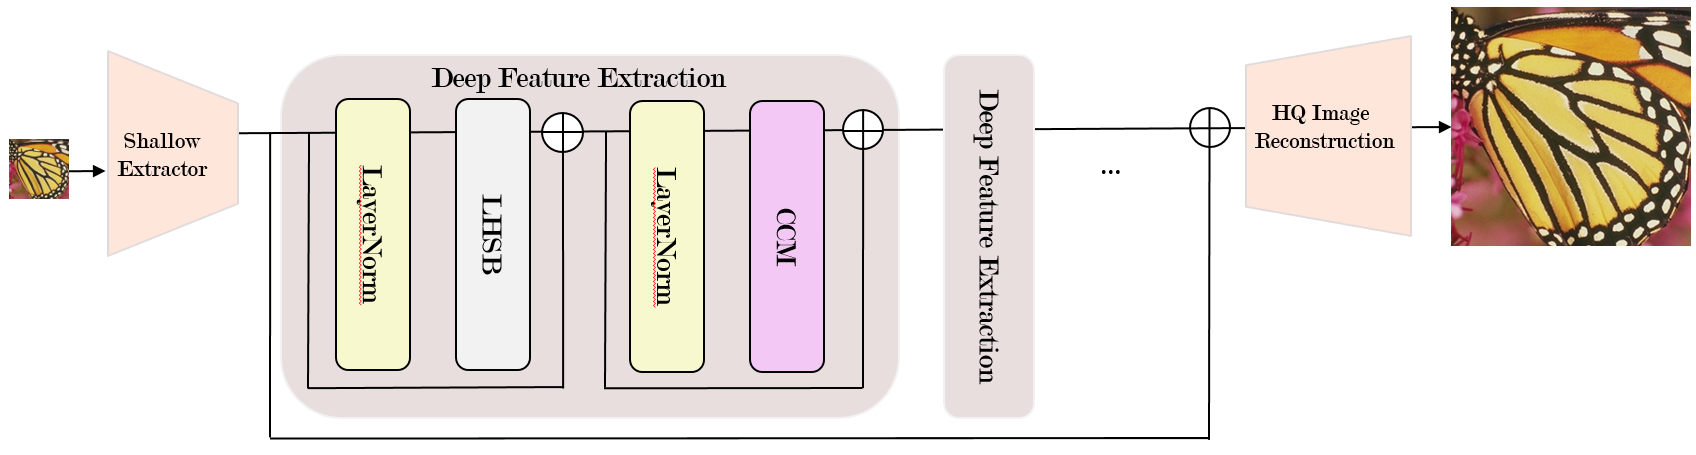 Shallow
Extractor
Deep Feature Extraction
LayerNorm
LHSB
LayerNorm
CCM
Deep Feature Extraction
...
HQ Image
Reconstruction